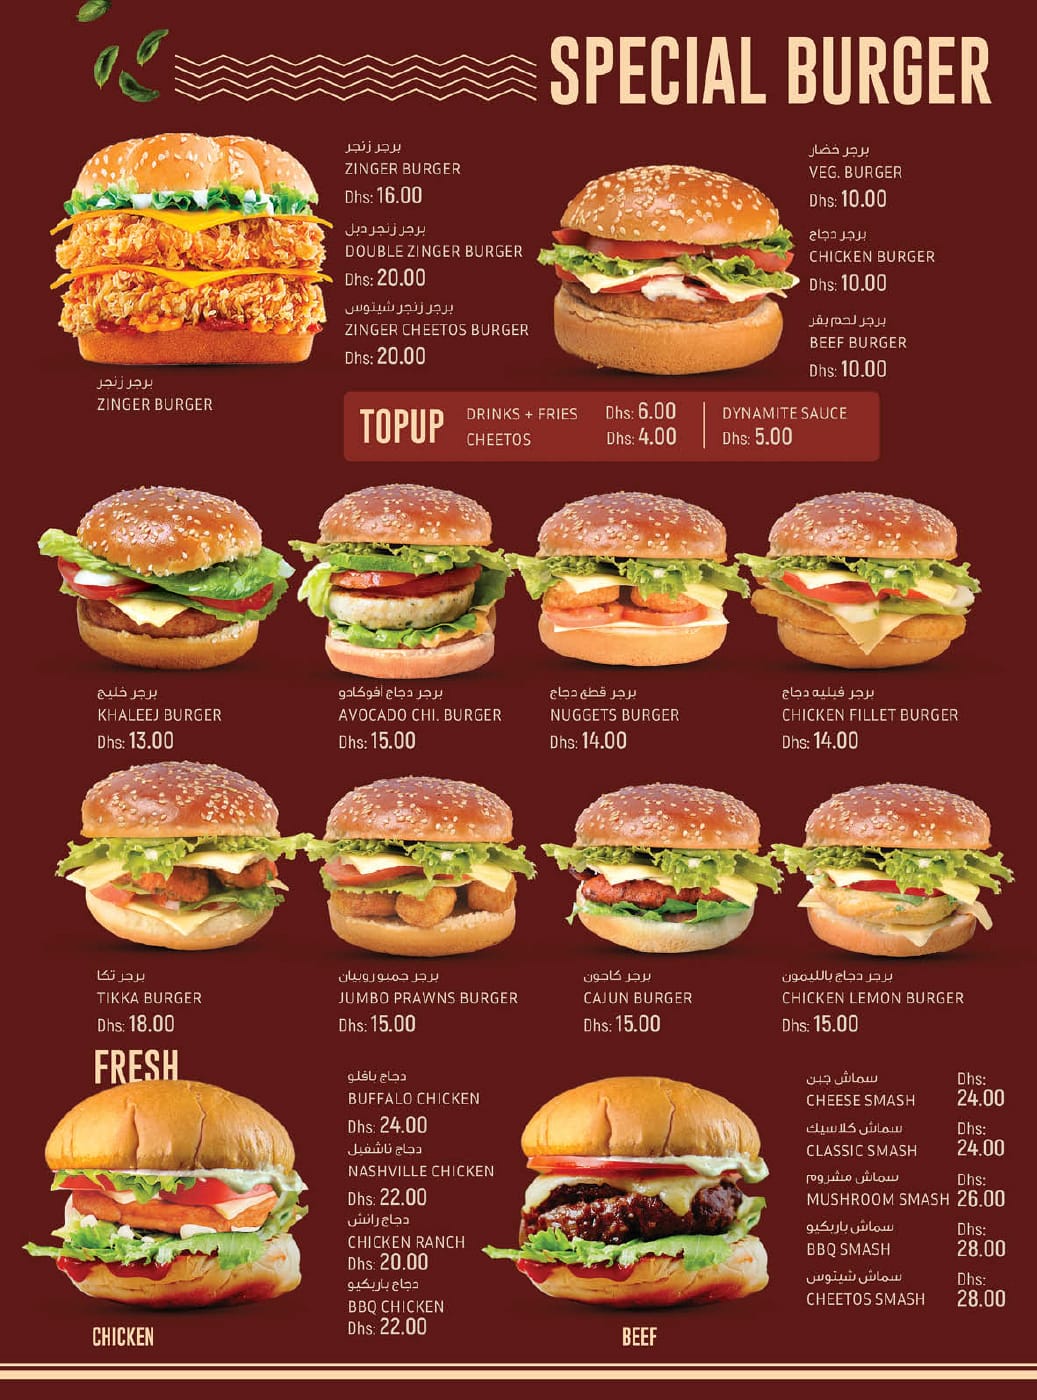 SPECIAL BURGER
برجر زنجر
ZINGER BURGER
Dhs: 16.00
برجر زنجر دبل
DOUBLE ZINGER BURGER
Dhs: 20.00
برجر زنجر شيتوس
ZINGER CHEETOS BURGER
Dhs: 20.00
برجر زنجر
ZINGER BURGER
برجر خضار
VEG. BURGER
Dhs: 10.00
برجر دجاج
CHICKEN BURGER
Dhs: 10.00
برجر لحم بقر
BEEF BURGER
Dhs: 10.00
TOPUP
DRINKS + FRIES Dhs: 6.00
CHEETOS Dhs: 4.00
DYNAMITE SAUCE
Dhs: 5.00
برجر خليج
KHALEEJ BURGER
Dhs: 13.00
برجر دجاج أفوكادو
AVOCADO CHI. BURGER
Dhs: 15.00
برجر قطع دجاج
NUGGETS BURGER
Dhs: 14.00
برجر فيليه دجاج
CHICKEN FILLET BURGER
Dhs: 14.00
برجر تكا
TIKKA BURGER
Dhs: 18.00
برجر جمبو روبيان
JUMBO PRAWNS BURGER
Dhs: 15.00
برجر كاجون
CAJUN BURGER
Dhs: 15.00
برجر دجاج بالليمون
CHICKEN LEMON BURGER
Dhs: 15.00
FRESH
CHICKEN
دجاج بافلو
BUFFALO CHICKEN
Dhs: 24.00
دجاج ناشفيل
NASHVILLE CHICKEN
Dhs: 22.00
دجاج رانش
CHICKEN RANCH
Dhs: 20.00
دجاج باربكيو
BBQ CHICKEN
Dhs: 22.00
BEEF
سماش جبن Dhs:
CHEESE SMASH 24.00
سماش كلاسيك Dhs:
CLASSIC SMASH 24.00
سماش مشروم Dhs:
MUSHROOM SMASH 26.00
سماش باربكيو Dhs:
BBQ SMASH 28.00
سماش شيتوس Dhs:
CHEETOS SMASH 28.00